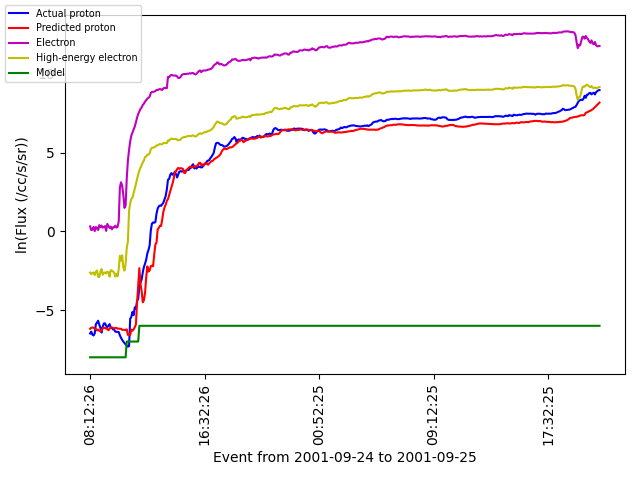 Actual proton
Predicted proton
Electron
High-energy electron
Model
5
0
−5
ln(Flux (/cc/s/sr))
08:12:26
16:32:26
00:52:25
09:12:25
17:32:25
Event from 2001-09-24 to 2001-09-25